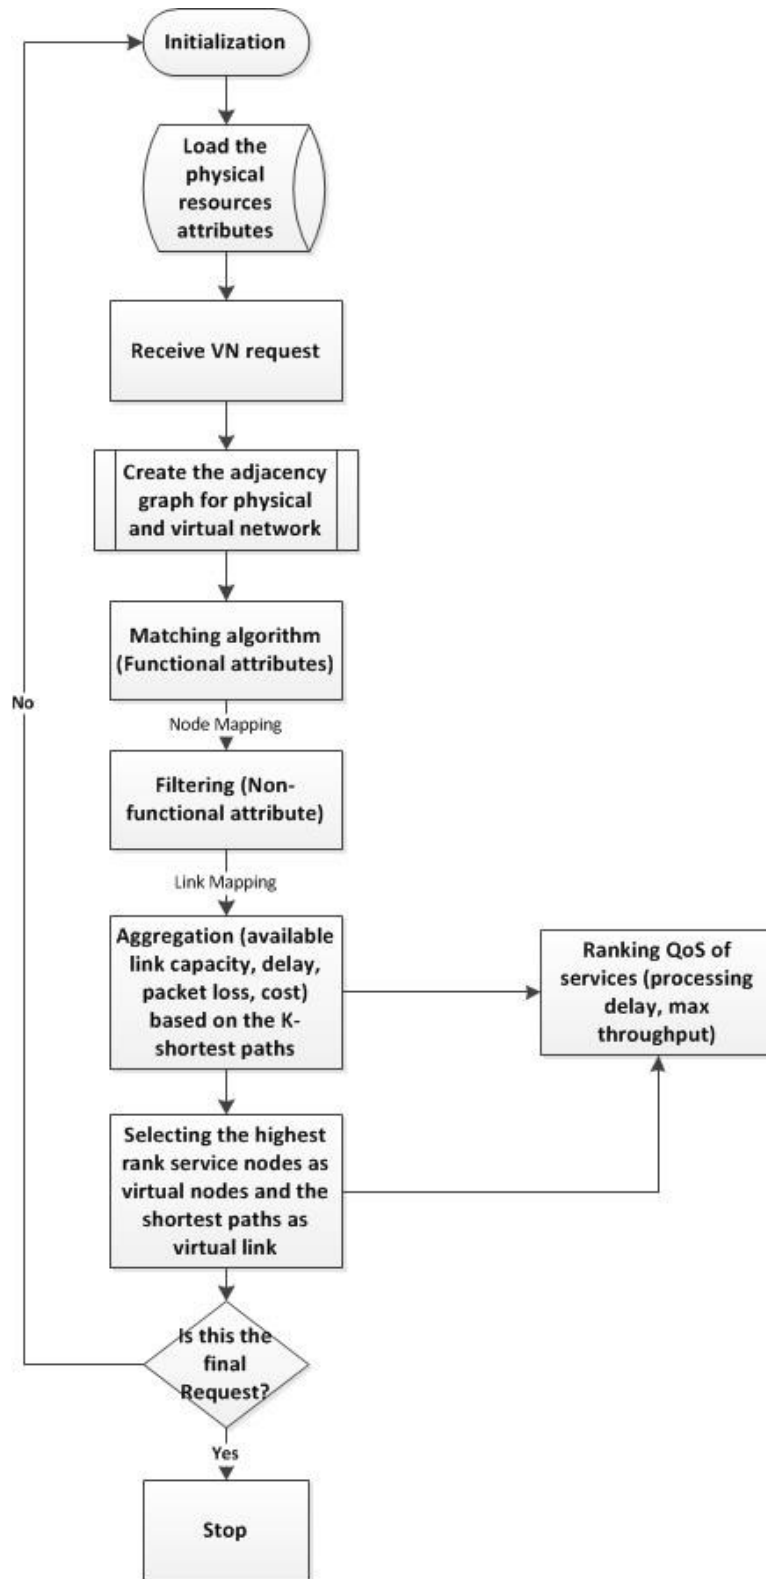 Initialization
Load the
physical
resources
attributes
Receive VN request
Create the adjacency
graph for physical
and virtual network
Matching algorithm
(Functional attributes)
No
Node Mapping
Filtering (Non-
functional attribute)
Link Mapping
Aggregation (available
link capacity, delay,
packet loss, cost)
based on the K-
shortest paths
Ranking QoS of
services (processing
delay, max
throughput)
Selecting the highest
rank service nodes as
virtual nodes and the
shortest paths as
virtual link
Is this the
final
Request?
Yes
Stop